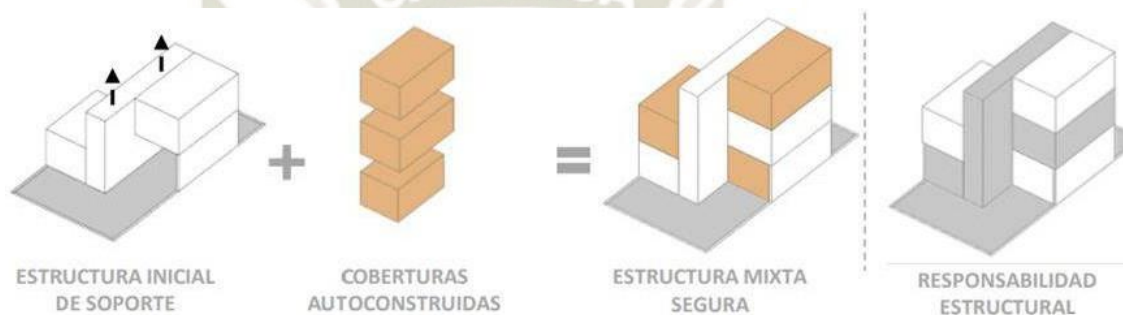 ESTRUCTURA INICIAL
DE SOPORTE
COBERTURAS
AUTOCONSTRUIDAS
ESTRUCTURA MIXTA
SEGURA
RESPONSABILIDAD
ESTRUCTURAL